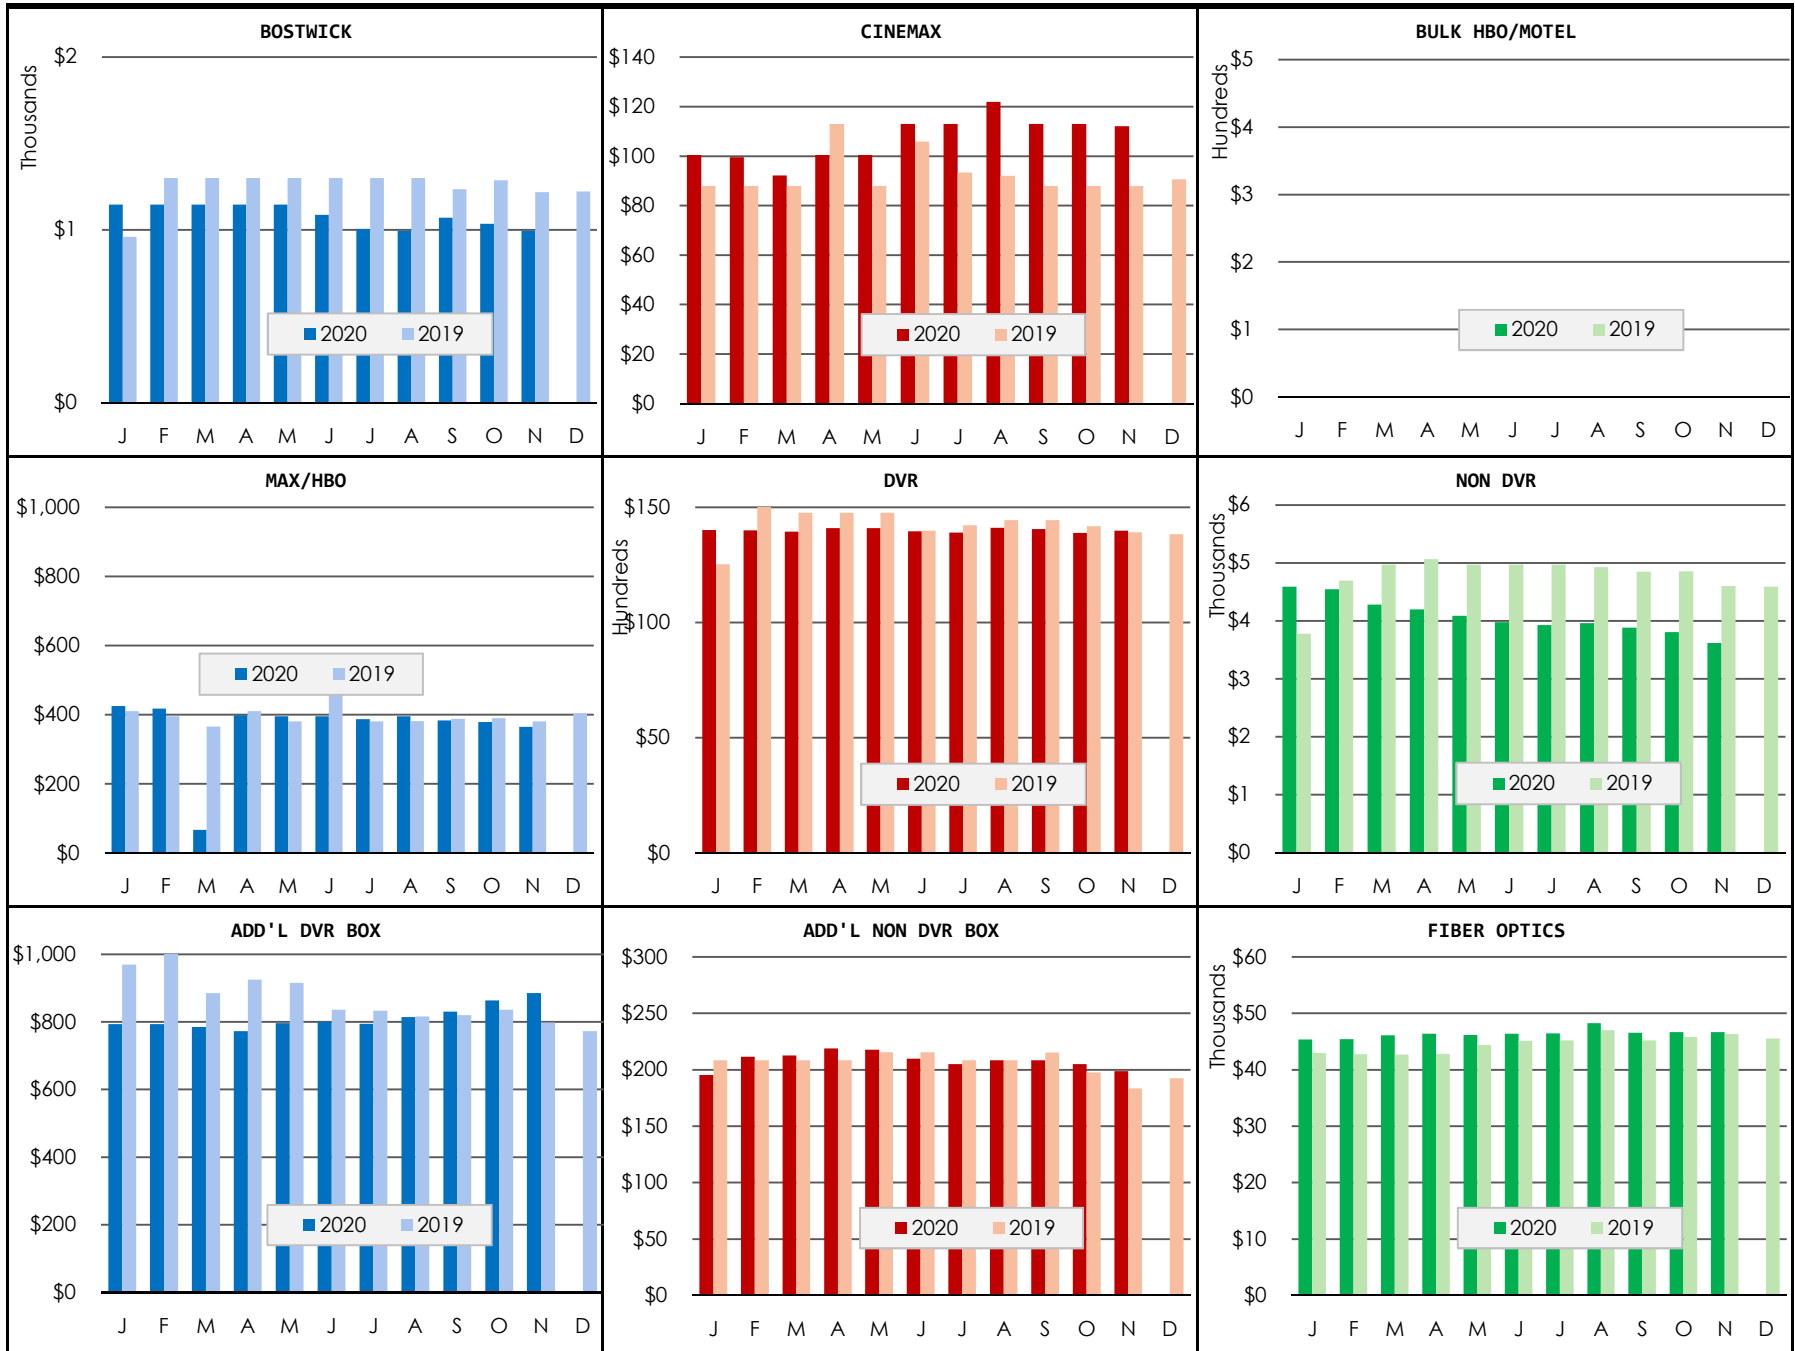 BOSTWICK
Thousands
$2
$1
$0
2020 2019
J F M A M J J A S O N D
CINEMAX
$140
$120
$100
$80
$60
$40
$20
$0
2020 2019
J F M A M J J A S O N D
BULK HBO/MOTEL
Hundreds
$5
$4
$3
$2
$1
$0
2020 2019
J F M A M J J A S O N D
MAX/HBO
$1,000
$800
$600
$400
$200
$0
2020 2019
J F M A M J J A S O N D
DVR
Hundreds
$150
$100
$50
$0
2020 2019
J F M A M J J A S O N D
NON DVR
Thousands
$6
$5
$4
$3
$2
$1
$0
2020 2019
J F M A M J J A S O N D
ADD'L DVR BOX
$1,000
$800
$600
$400
$200
$0
2020 2019
J F M A M J J A S O N D
ADD'L NON DVR BOX
$300
$250
$200
$150
$100
$50
$0
2020 2019
J F M A M J J A S O N D
FIBER OPTICS
Thousands
$60
$50
$40
$30
$20
$10
$0
2020 2019
J F M A M J J A S O N D